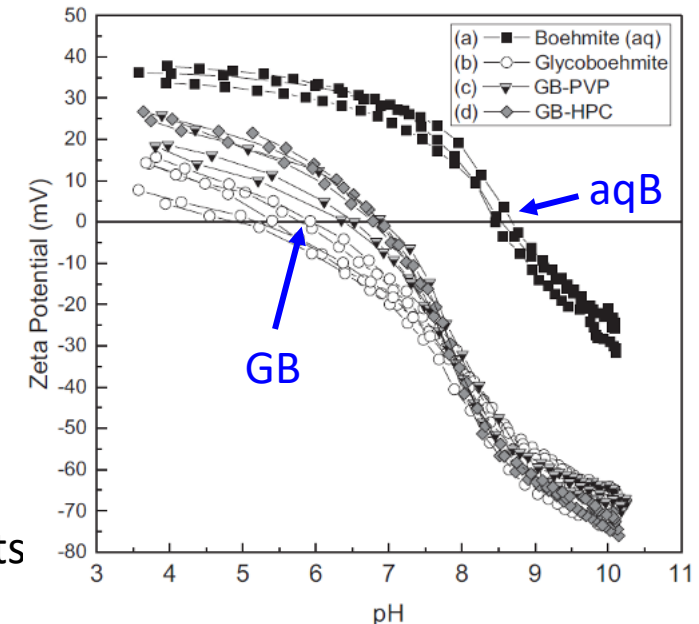 50
40
30
20
10
0
-10
-20
-30
-40
-50
-60
-70
-80
Zeta Potential (mV)
(a) Boehmite (aq)
(b) Glycoboehmite
(c) GB-PVP
(d) GB-HPC
aqB
GB
ts
3 4 5 6 7 8 9 10 11
pH